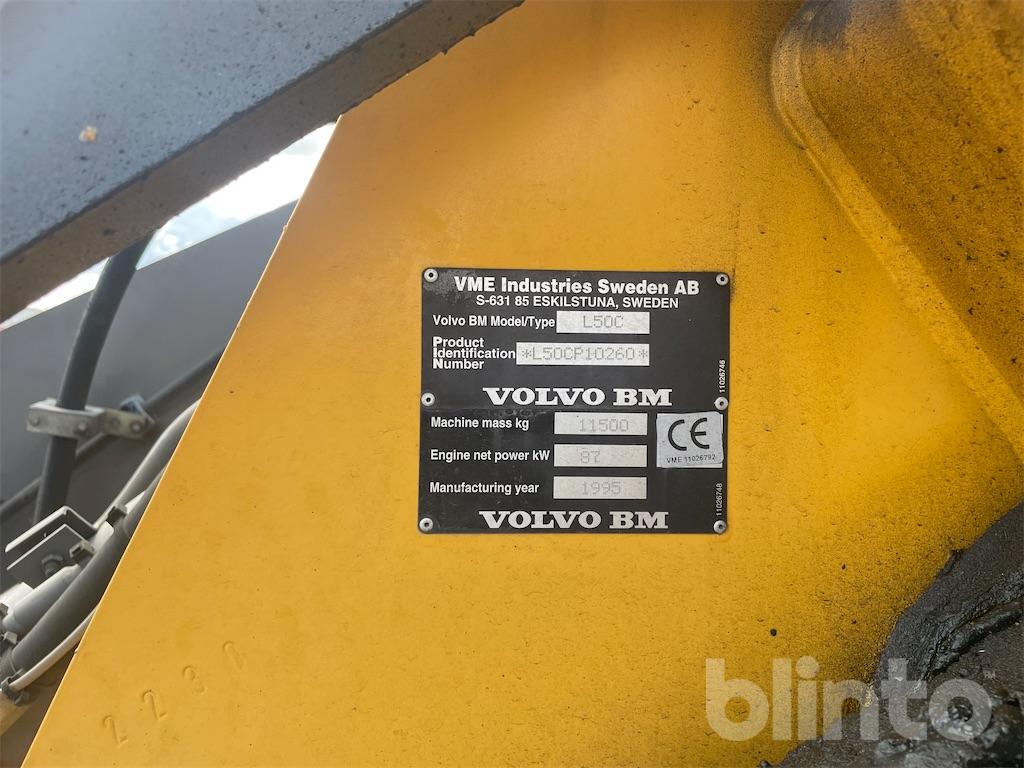 VME Industries Sweden AB
S-631 85 ESKILSTUNA, SWEDEN
Volvo BM Model/Type L50C
Product
Identification *L50CP10260*
Number
11026746
VOLVO BM
Machine mass kg 11500
CE
Engine net power kW 87
VME 11026792
Manufacturing year 1995
11026748
VOLVO BM
2231
blinto